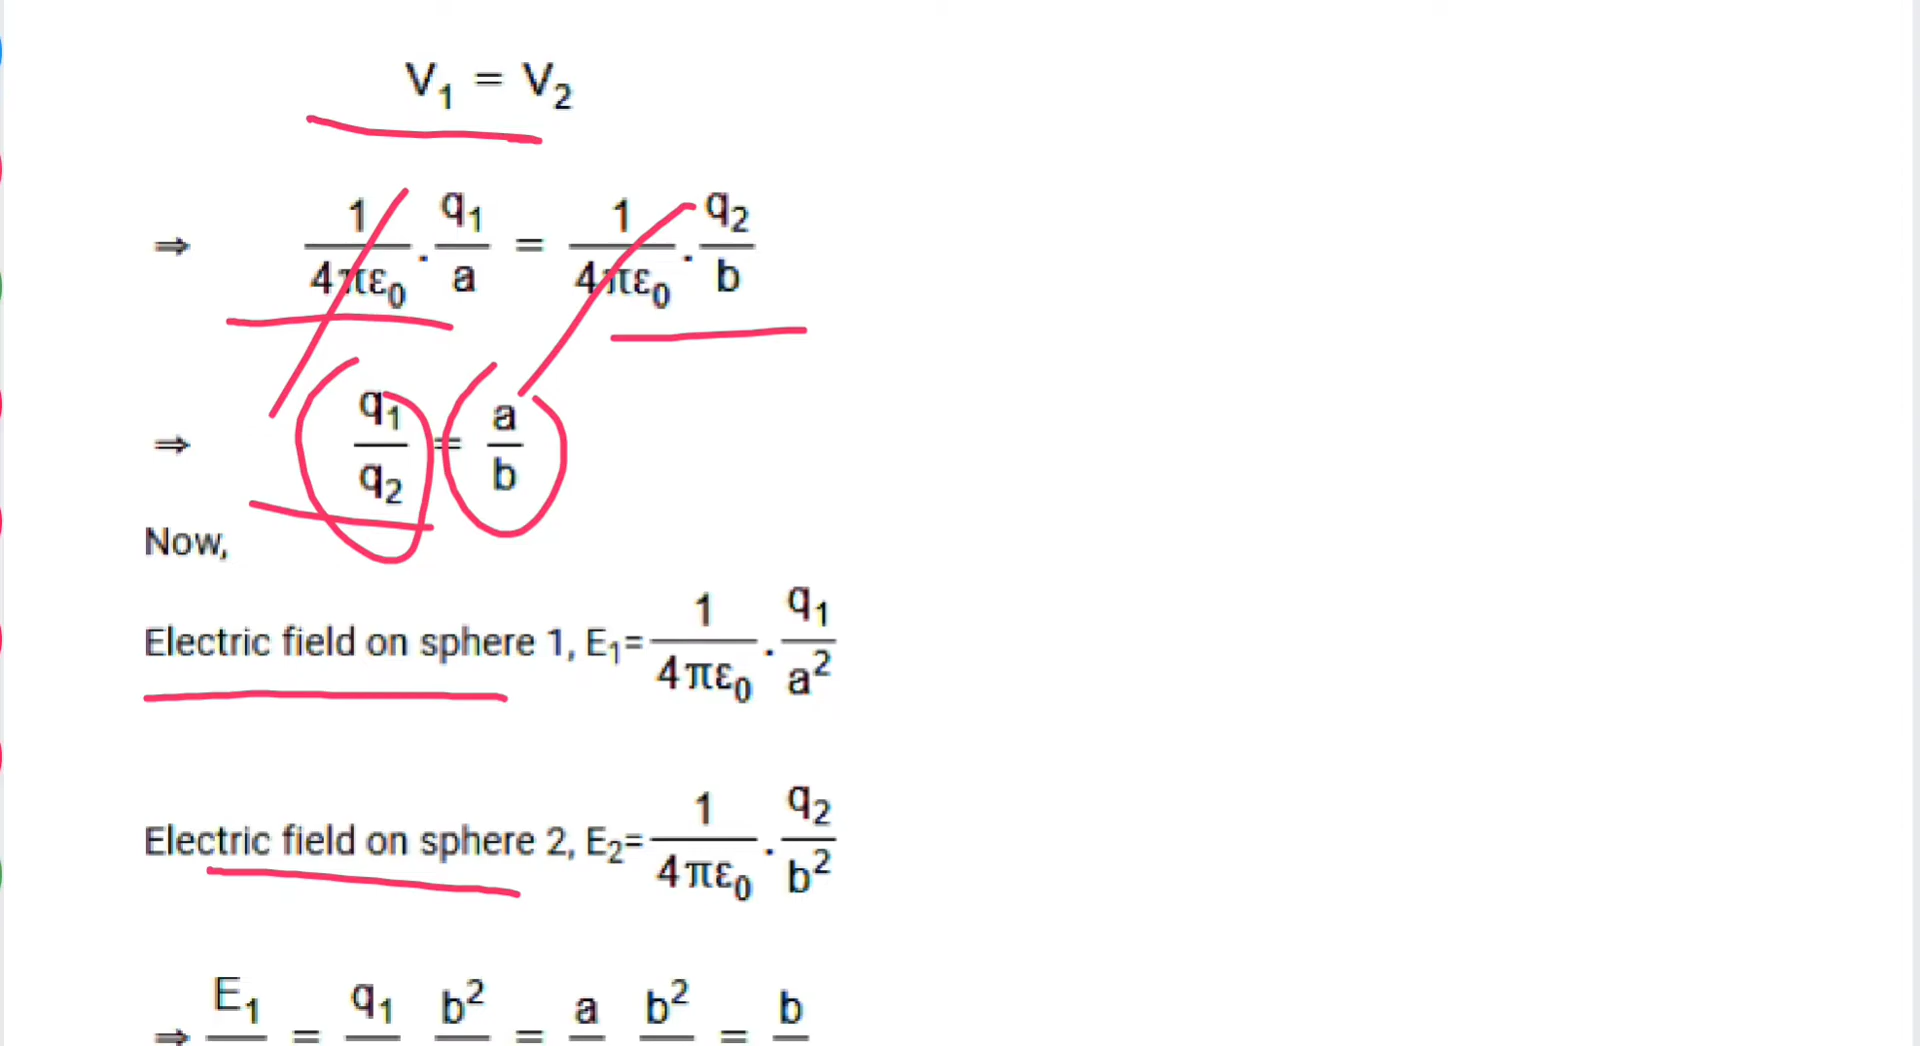 V₁ = V₂
⇒ 1/4πε₀ . q₁/a = 1/4πε₀ . q₂/b
⇒ q₁/q₂ = a/b
Now,
Electric field on sphere 1, E₁= 1/4πε₀ . q₁/a²
Electric field on sphere 2, E₂= 1/4πε₀ . q₂/b²
⇒ E₁ = q₁ b² = a b² = b